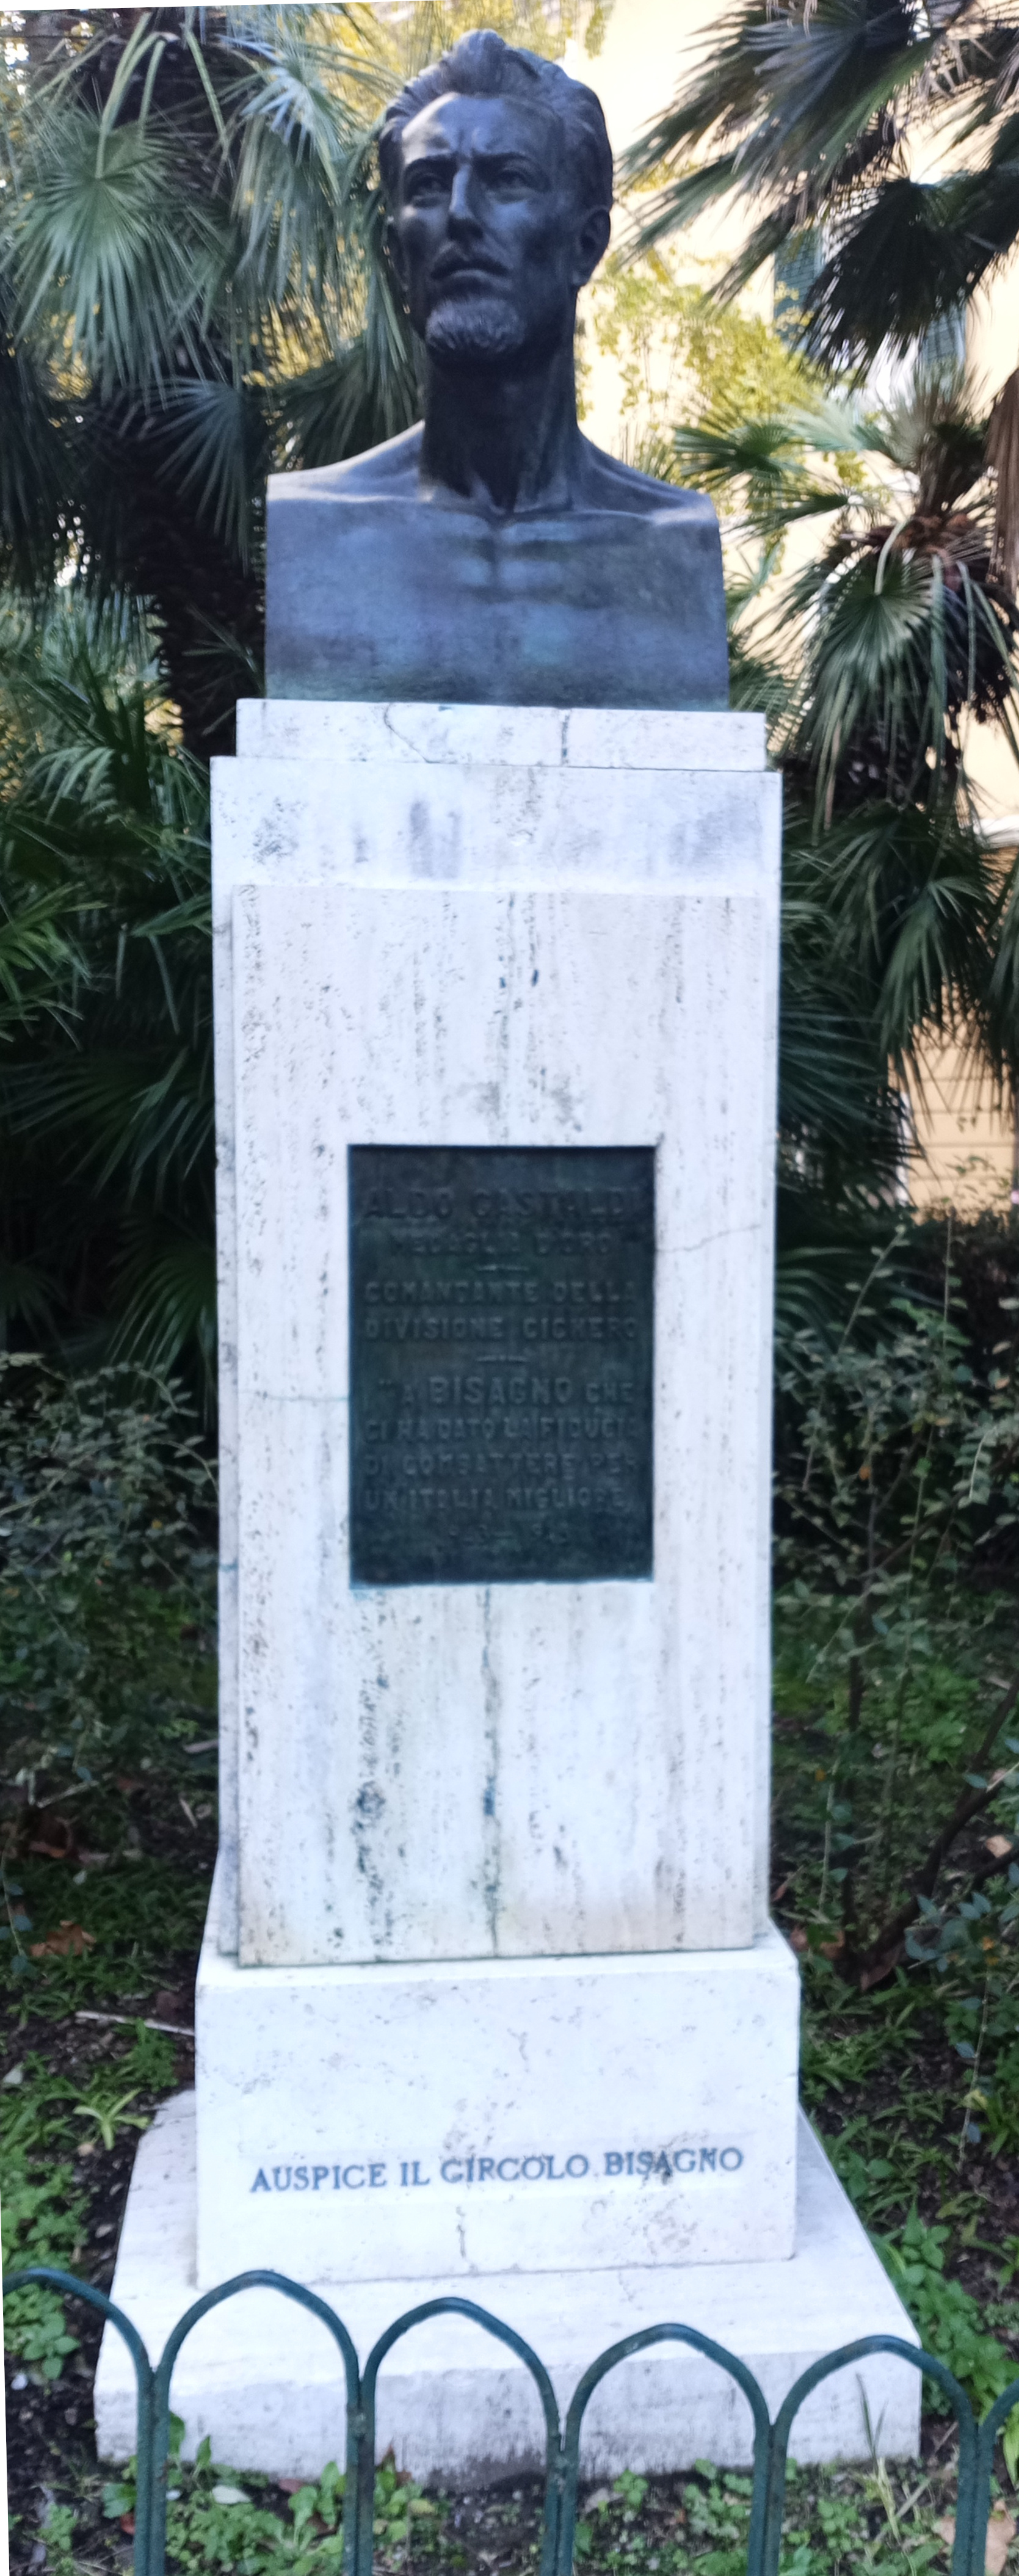 ALDO GASTALDI
MEDAGLIA D'ORO
COMANDANTE DELLA
DIVISIONE CICHERO
"A BISAGNO CHE
CI HA DATO LA FIDUCIA
DI COMBATTERE PER
UN'ITALIA MIGLIORE"
AUSPICE IL CIRCOLO BISAGNO